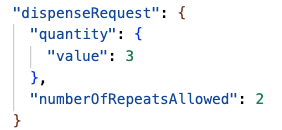 "dispenseRequest": {
"quantity": {
"value": 3
},
"numberOfRepeatsAllowed": 2
}